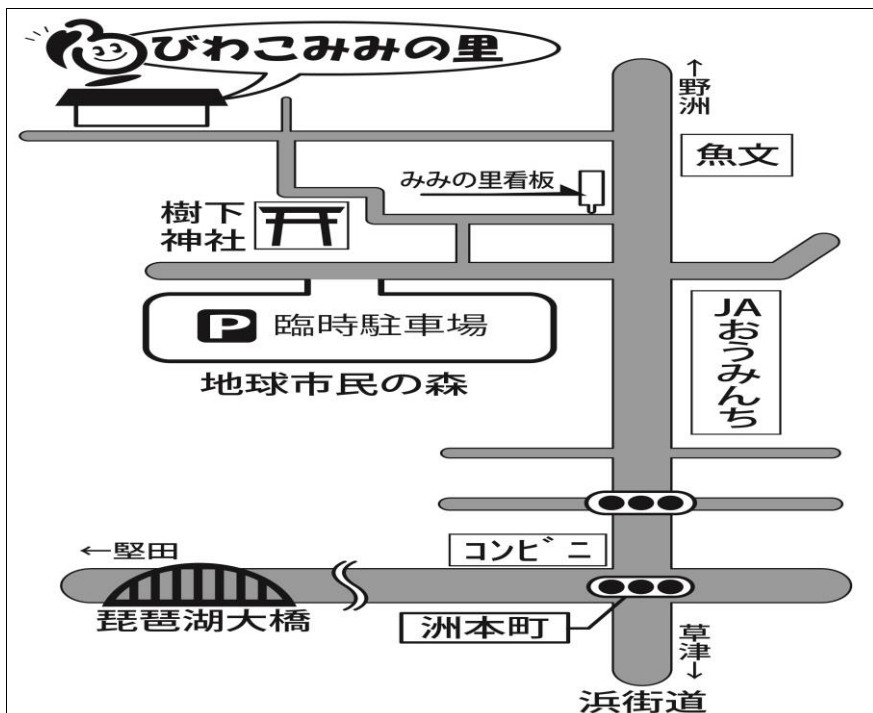 びわこみみの里
↑野洲
魚文
みみの里看板
樹下
神社
P 臨時駐車場
地球市民の森
JAおうみんち
コンビニ
←堅田
琵琶湖大橋
洲本町
草津↓
浜街道